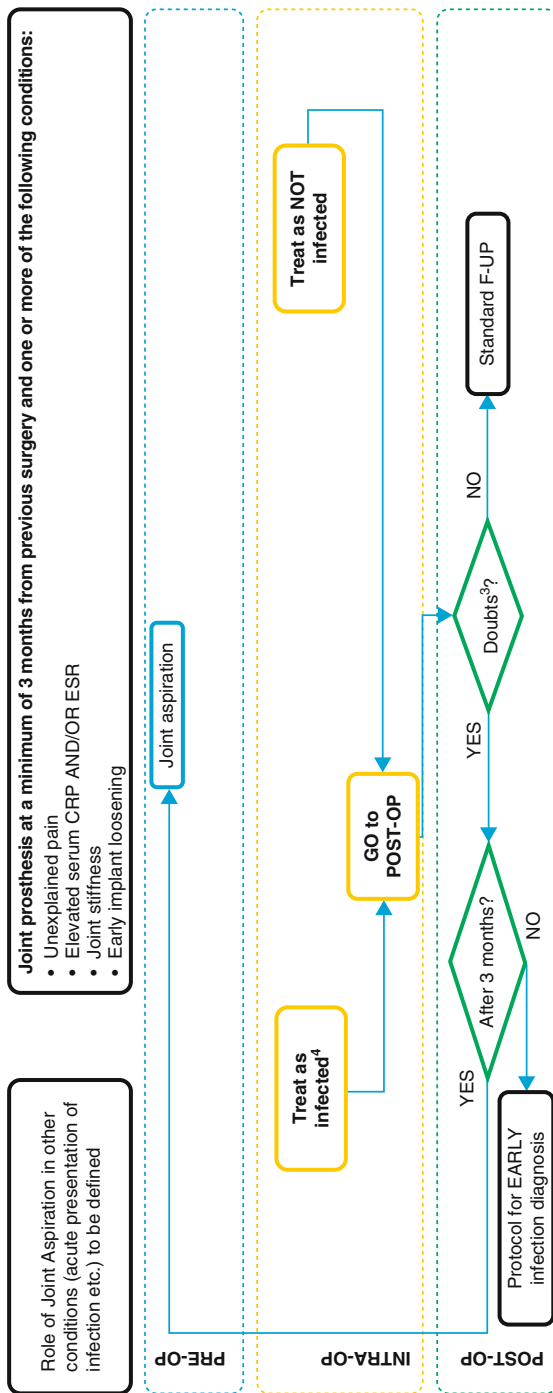 Role of Joint Aspiration in other
conditions (acute presentation of
infection etc.) to be defined
Joint prosthesis at a minimum of 3 months from previous surgery and one or more of the following conditions:
• Unexplained pain
• Elevated serum CRP AND/OR ESR
• Joint stiffness
• Early implant loosening
PRE-OP
Joint aspiration
INTRA-OP
Treat as
infected⁴
GO to
POST-OP
Treat as NOT
infected
POST-OP
YES
After 3 months?
NO
YES
Doubts³?
NO
Standard F-UP
Protocol for EARLY
infection diagnosis